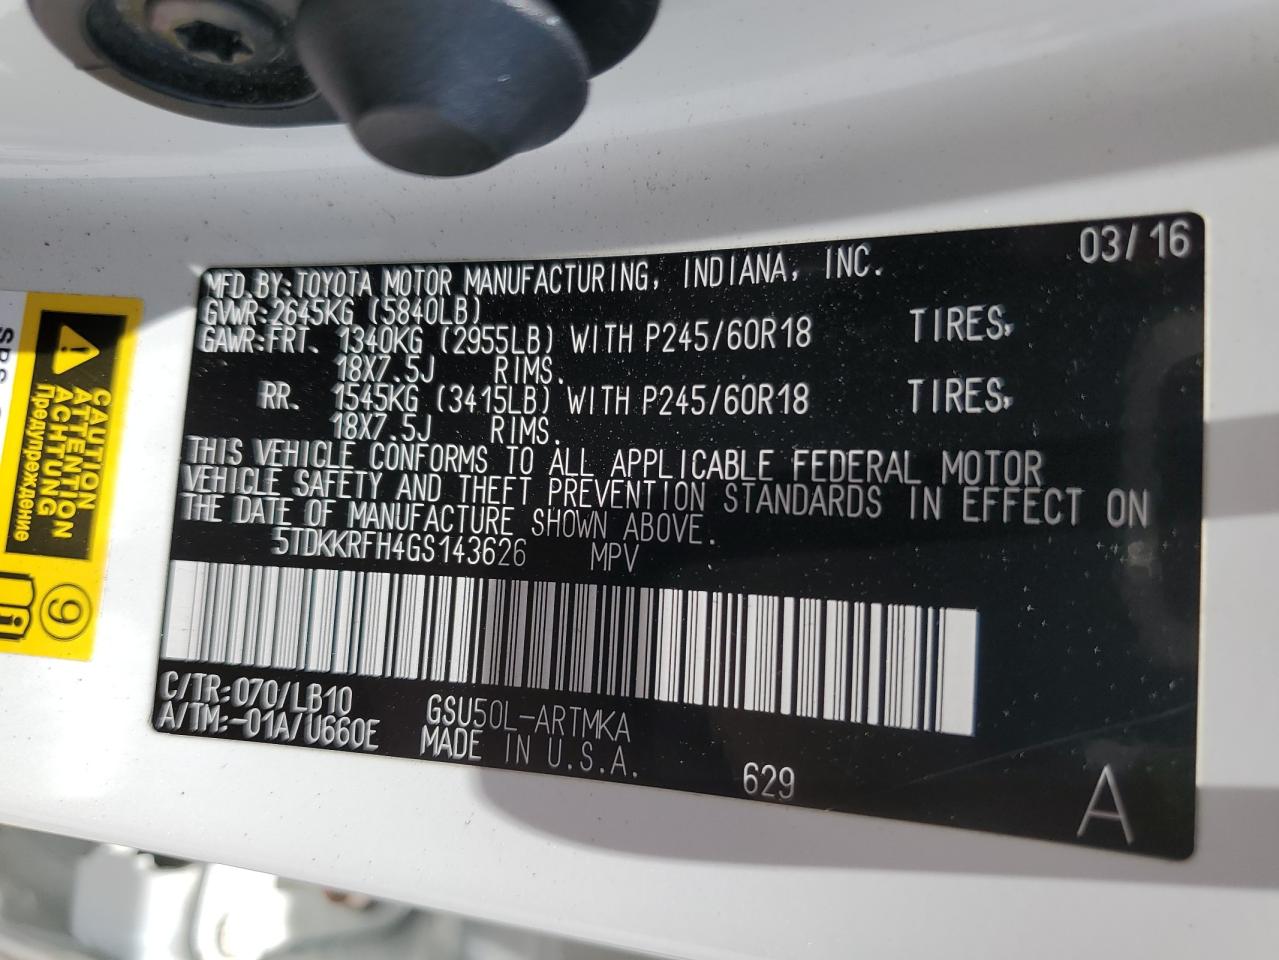 03/16
MFD.BY:TOYOTA MOTOR MANUFACTURING, INDIANA, INC.
GVWR:2645KG (5840LB)
GAWR:FRT. 1340KG (2955LB) WITH P245/60R18 TIRES,
18X7.5J RIMS.
RR. 1545KG (3415LB) WITH P245/60R18 TIRES,
18X7.5J RIMS.
THIS VEHICLE CONFORMS TO ALL APPLICABLE FEDERAL MOTOR
VEHICLE SAFETY AND THEFT PREVENTION STANDARDS IN EFFECT ON
THE DATE OF MANUFACTURE SHOWN ABOVE.
5TDKKRFH4GS143626 MPV
C/TR:070/LB10 GSU50L-ARTMKA
A/TM:-01A/U660E MADE IN U.S.A.
629
A
CAUTION
ATTENTION
ACHTUNG
Предупреждение
9
i